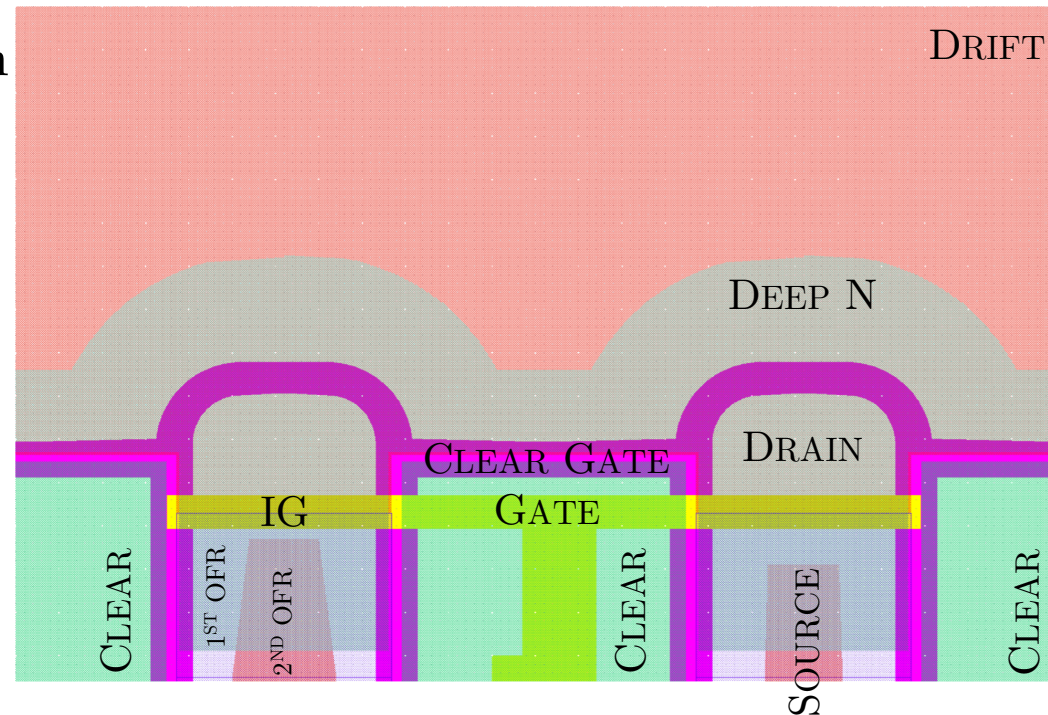 DRIFT
DEEP N
DRAIN
CLEAR GATE
IG
GATE
CLEAR
1ST OFR
2ND OFR
CLEAR
SOURCE
CLEAR